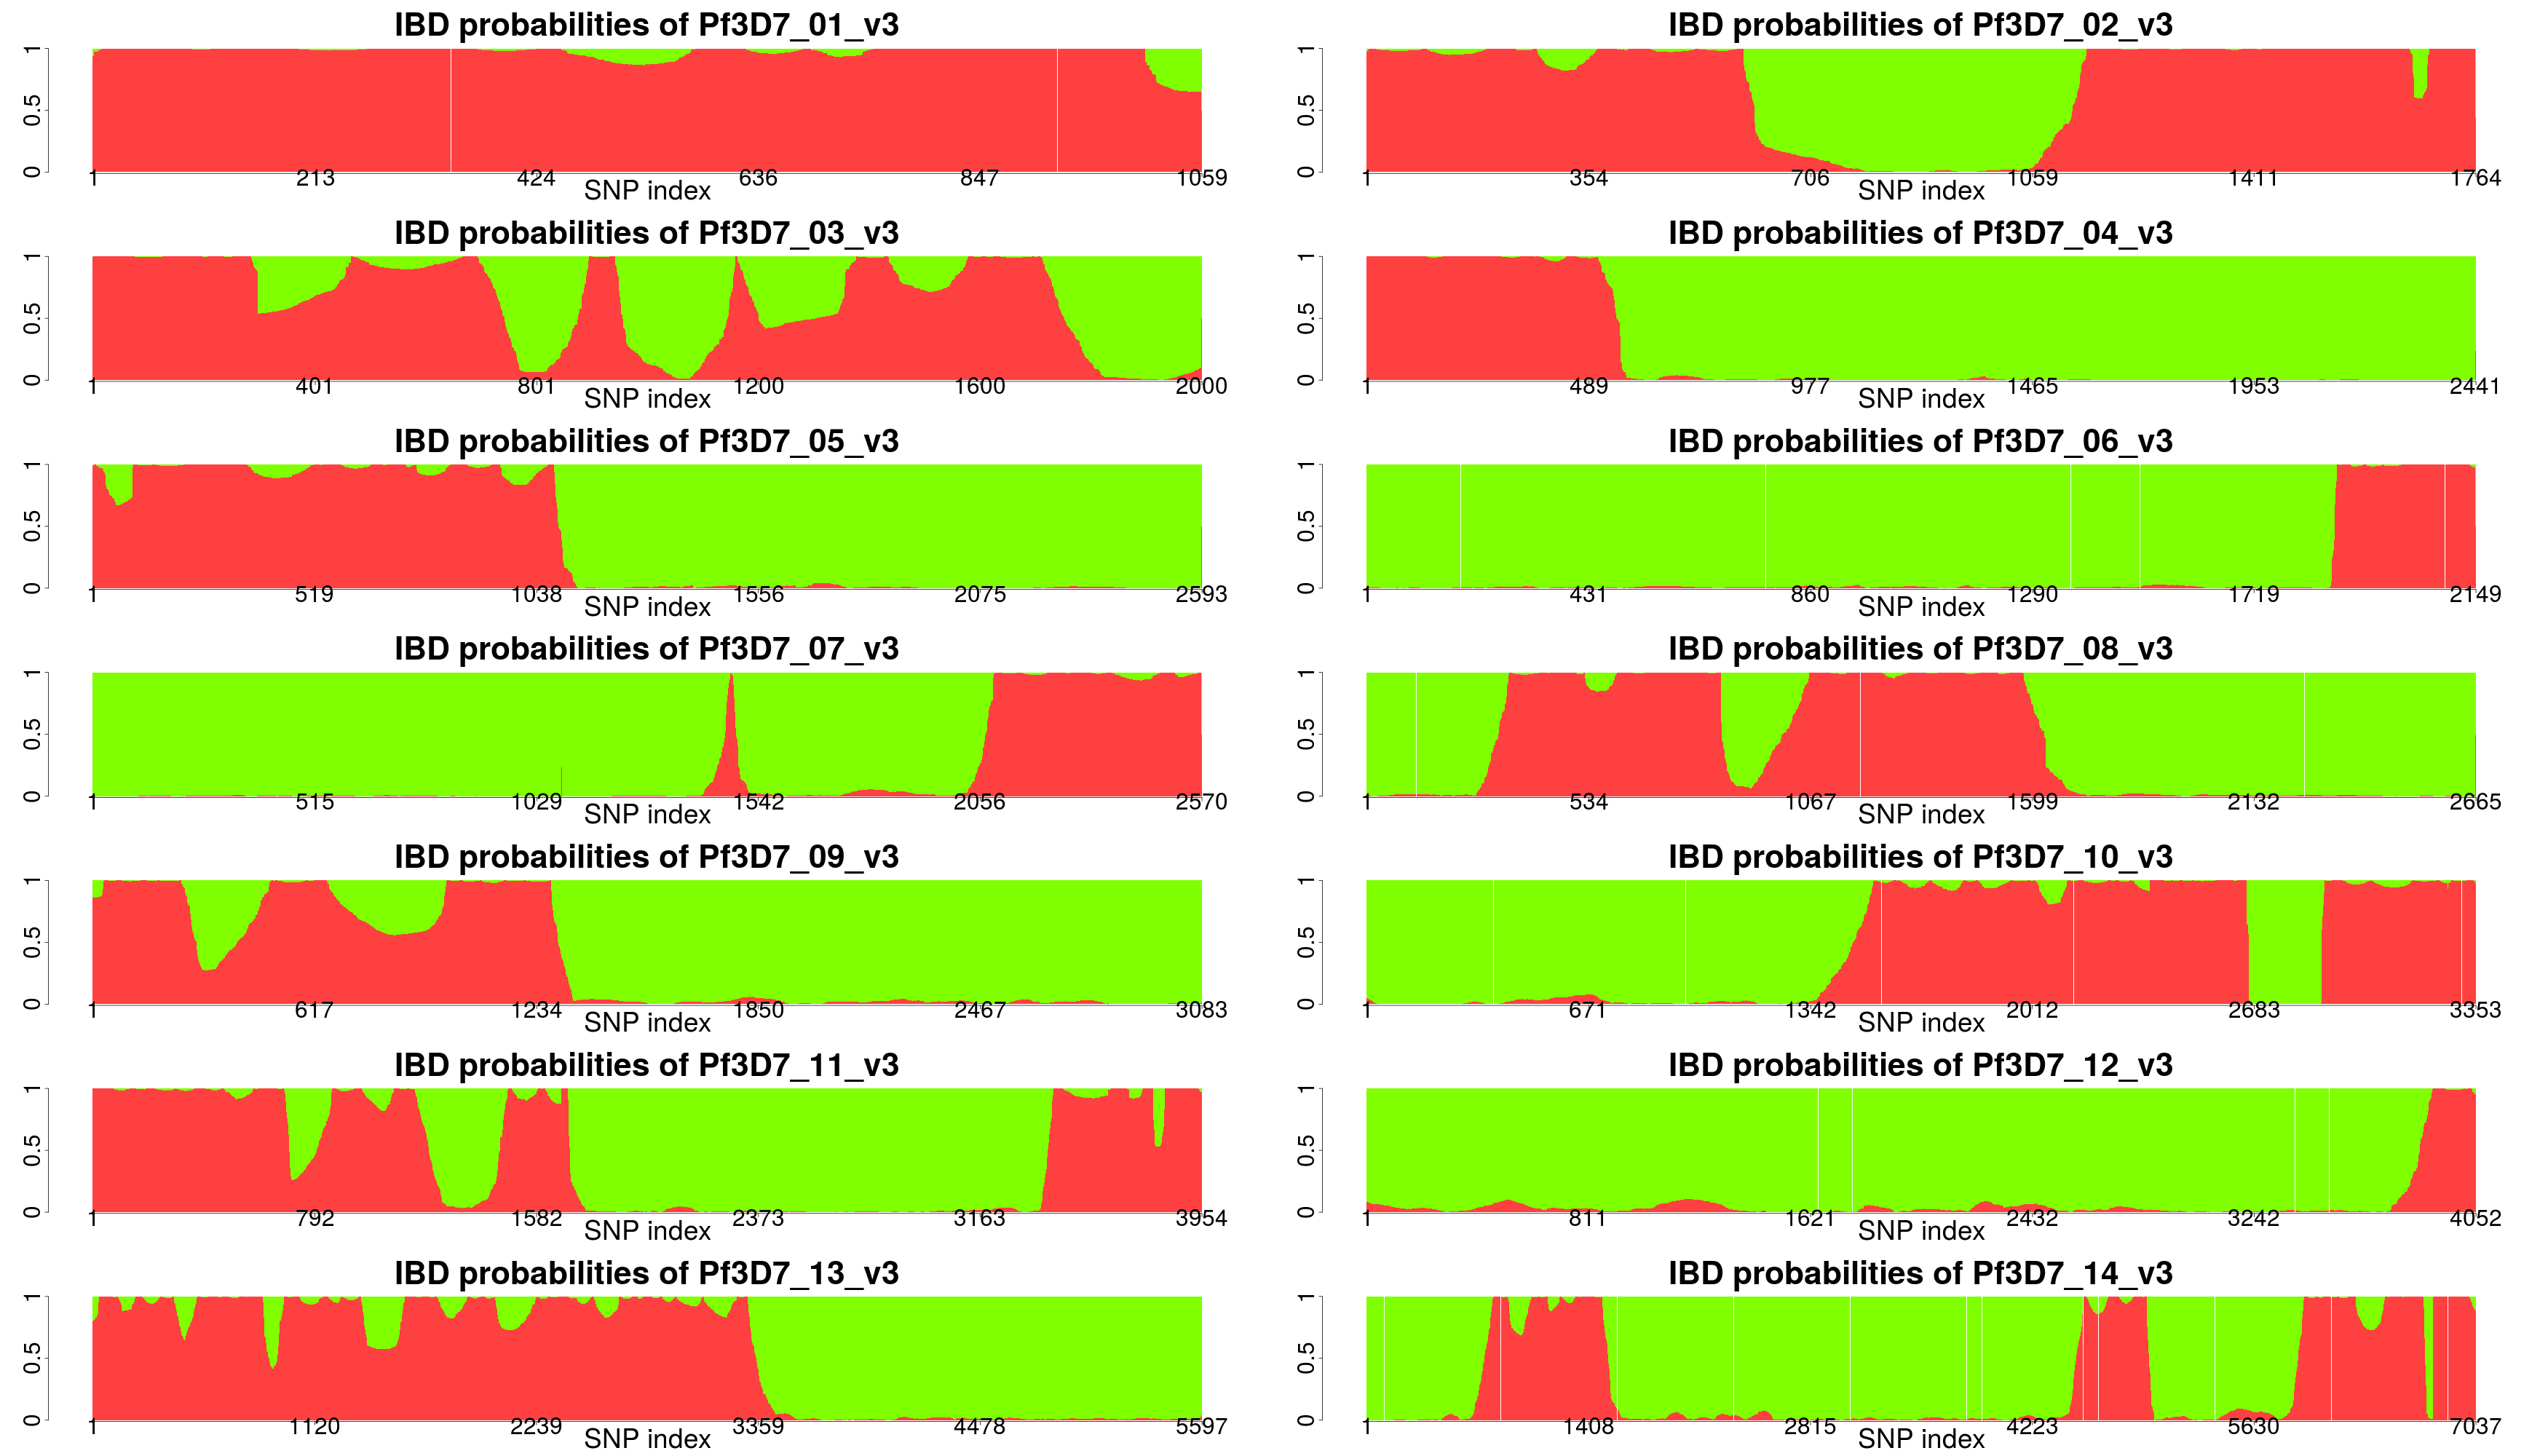 IBD probabilities of Pf3D7_01_v3
0 0.5 1
1 213 424 636 847 1059
SNP index
IBD probabilities of Pf3D7_02_v3
0 0.5 1
1 354 706 1059 1411 1764
SNP index
IBD probabilities of Pf3D7_03_v3
0 0.5 1
1 401 801 1200 1600 2000
SNP index
IBD probabilities of Pf3D7_04_v3
0 0.5 1
1 489 977 1465 1953 2441
SNP index
IBD probabilities of Pf3D7_05_v3
0 0.5 1
1 519 1038 1556 2075 2593
SNP index
IBD probabilities of Pf3D7_06_v3
0 0.5 1
1 431 860 1290 1719 2149
SNP index
IBD probabilities of Pf3D7_07_v3
0 0.5 1
1 515 1029 1542 2056 2570
SNP index
IBD probabilities of Pf3D7_08_v3
0 0.5 1
1 534 1067 1599 2132 2665
SNP index
IBD probabilities of Pf3D7_09_v3
0 0.5 1
1 617 1234 1850 2467 3083
SNP index
IBD probabilities of Pf3D7_10_v3
0 0.5 1
1 671 1342 2012 2683 3353
SNP index
IBD probabilities of Pf3D7_11_v3
0 0.5 1
1 792 1582 2373 3163 3954
SNP index
IBD probabilities of Pf3D7_12_v3
0 0.5 1
1 811 1621 2432 3242 4052
SNP index
IBD probabilities of Pf3D7_13_v3
0 0.5 1
1 1120 2239 3359 4478 5597
SNP index
IBD probabilities of Pf3D7_14_v3
0 0.5 1
1 1408 2815 4223 5630 7037
SNP index